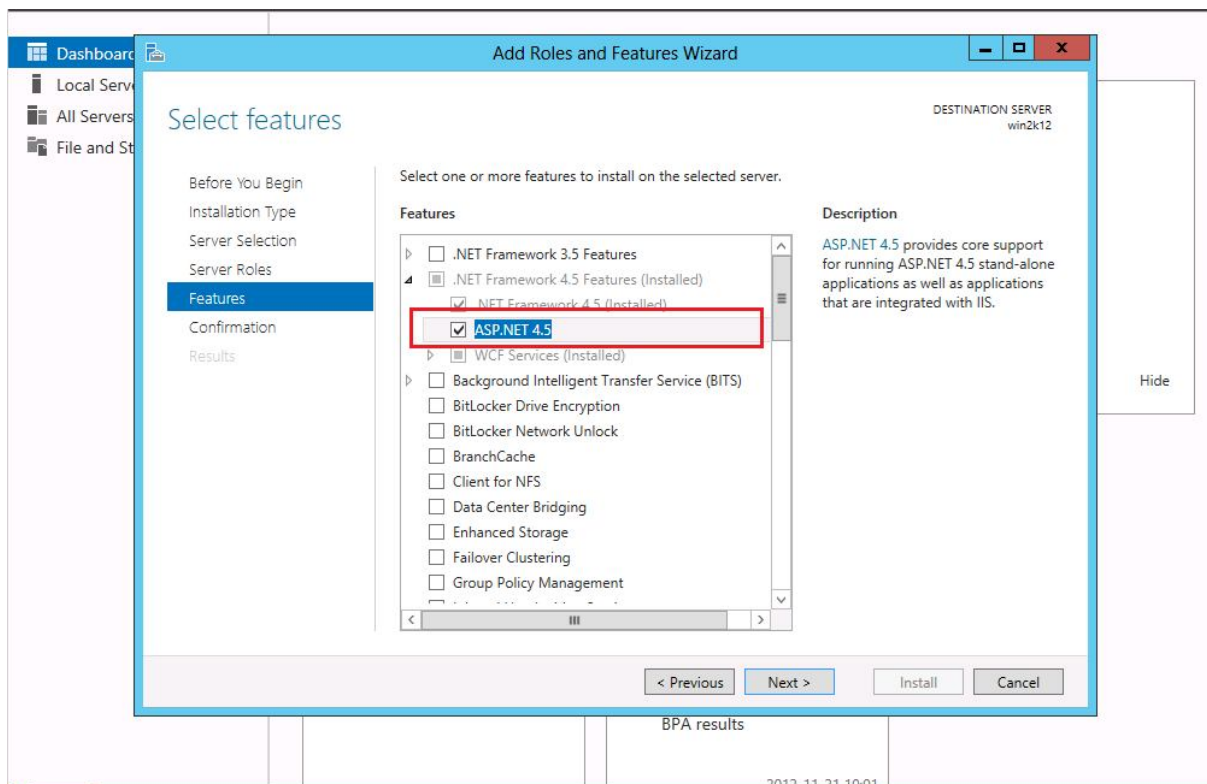 Dashboard
Local Serve
All Servers
File and St
Add Roles and Features Wizard
Select features
DESTINATION SERVER
win2k12
Before You Begin
Installation Type
Server Selection
Server Roles
Features
Confirmation
Results
Select one or more features to install on the selected server.
Features
.NET Framework 3.5 Features
.NET Framework 4.5 Features (Installed)
.NET Framework 4.5 (Installed)
ASP.NET 4.5
WCF Services (Installed)
Background Intelligent Transfer Service (BITS)
BitLocker Drive Encryption
BitLocker Network Unlock
BranchCache
Client for NFS
Data Center Bridging
Enhanced Storage
Failover Clustering
Group Policy Management
Description
ASP.NET 4.5 provides core support
for running ASP.NET 4.5 stand-alone
applications as well as applications
that are integrated with IIS.
Hide
< Previous
Next >
Install
Cancel
BPA results